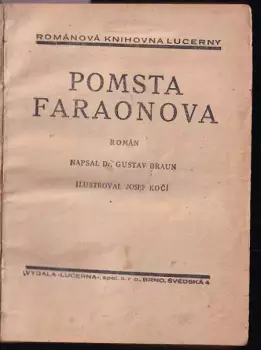 ROMÁNOVÁ KNIHOVNA LUCERNY
POMSTA
FARAONOVA
ROMÁN
NAPSAL Dr. GUSTAV BRAUN
ILUSTROVAL JOSEF KOČÍ
VYDALA »LUCERNA«, spol. s. r. o., BRNO, ŠVÉDSKÁ 4